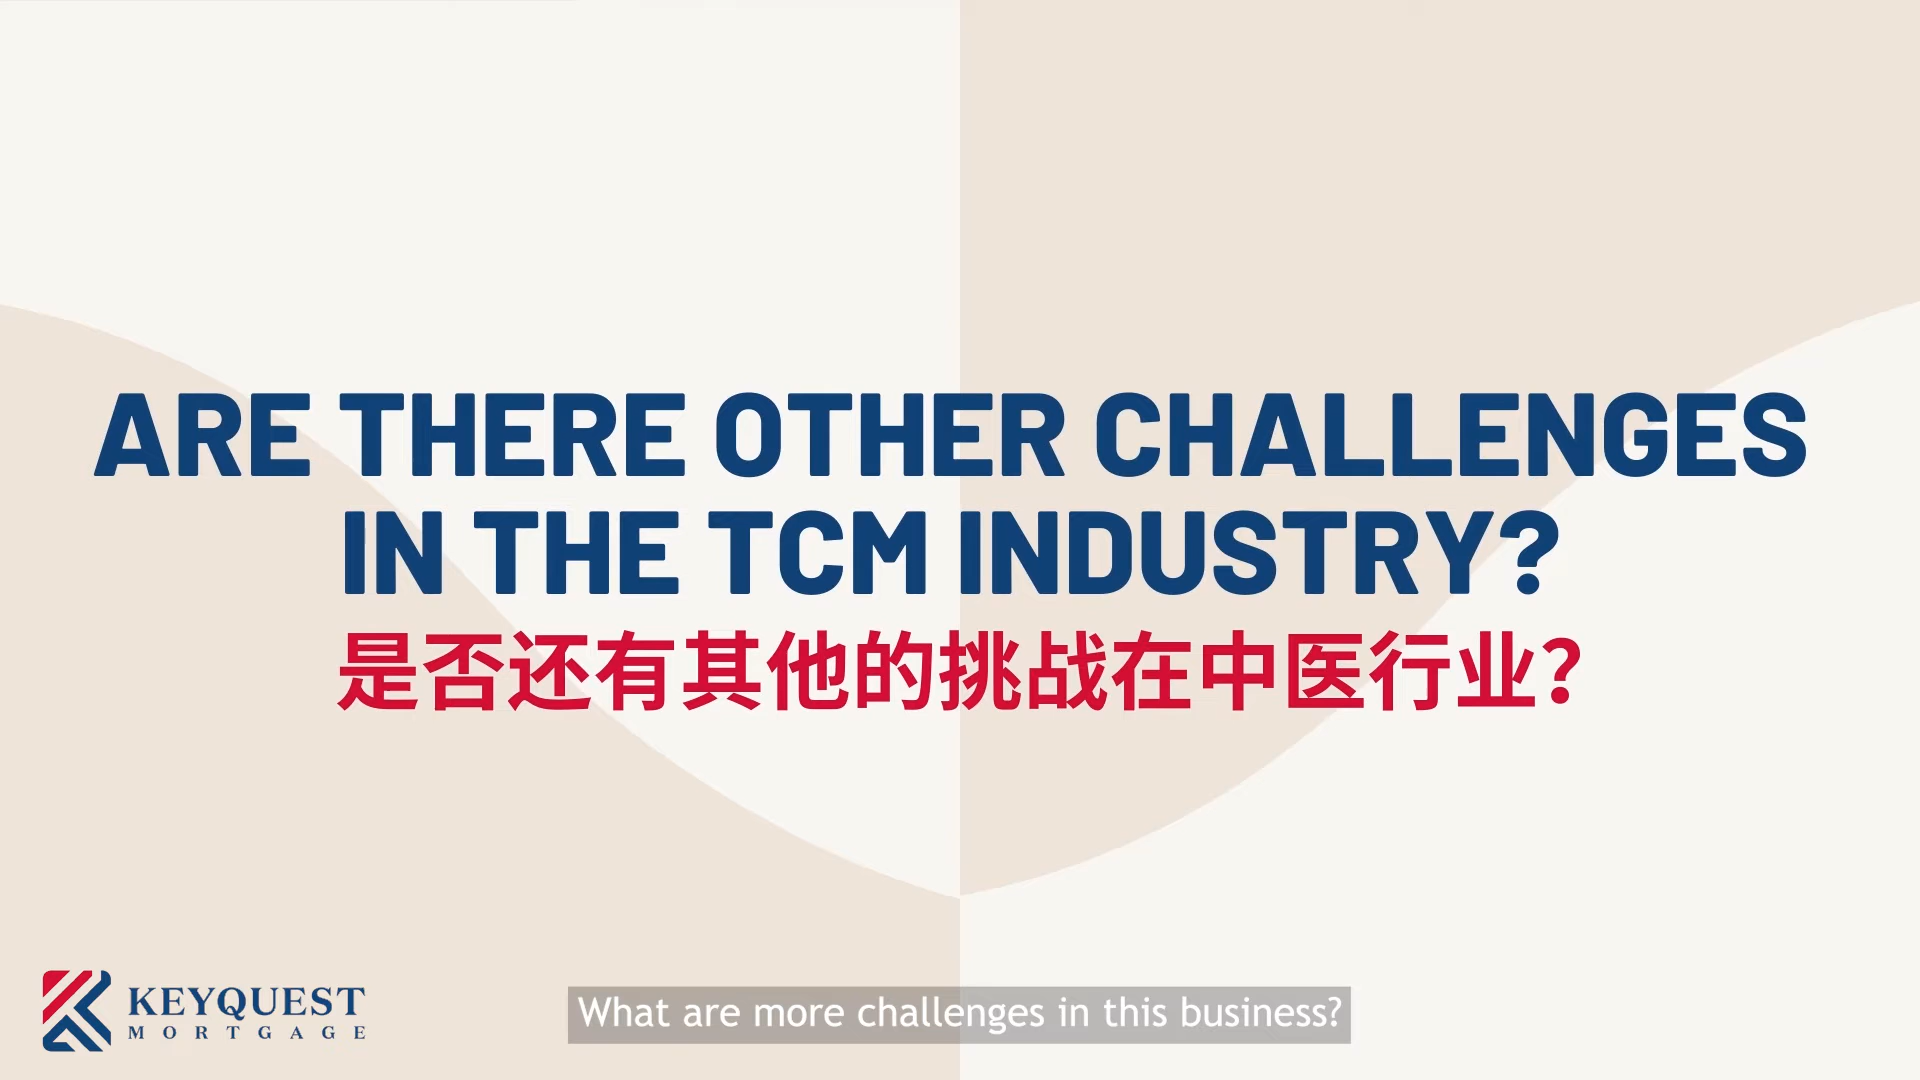 ARE THERE OTHER CHALLENGES
IN THE TCM INDUSTRY?
是否还有其他的挑战在中医行业？
KEYQUEST
MORTGAGE
What are more challenges in this business?